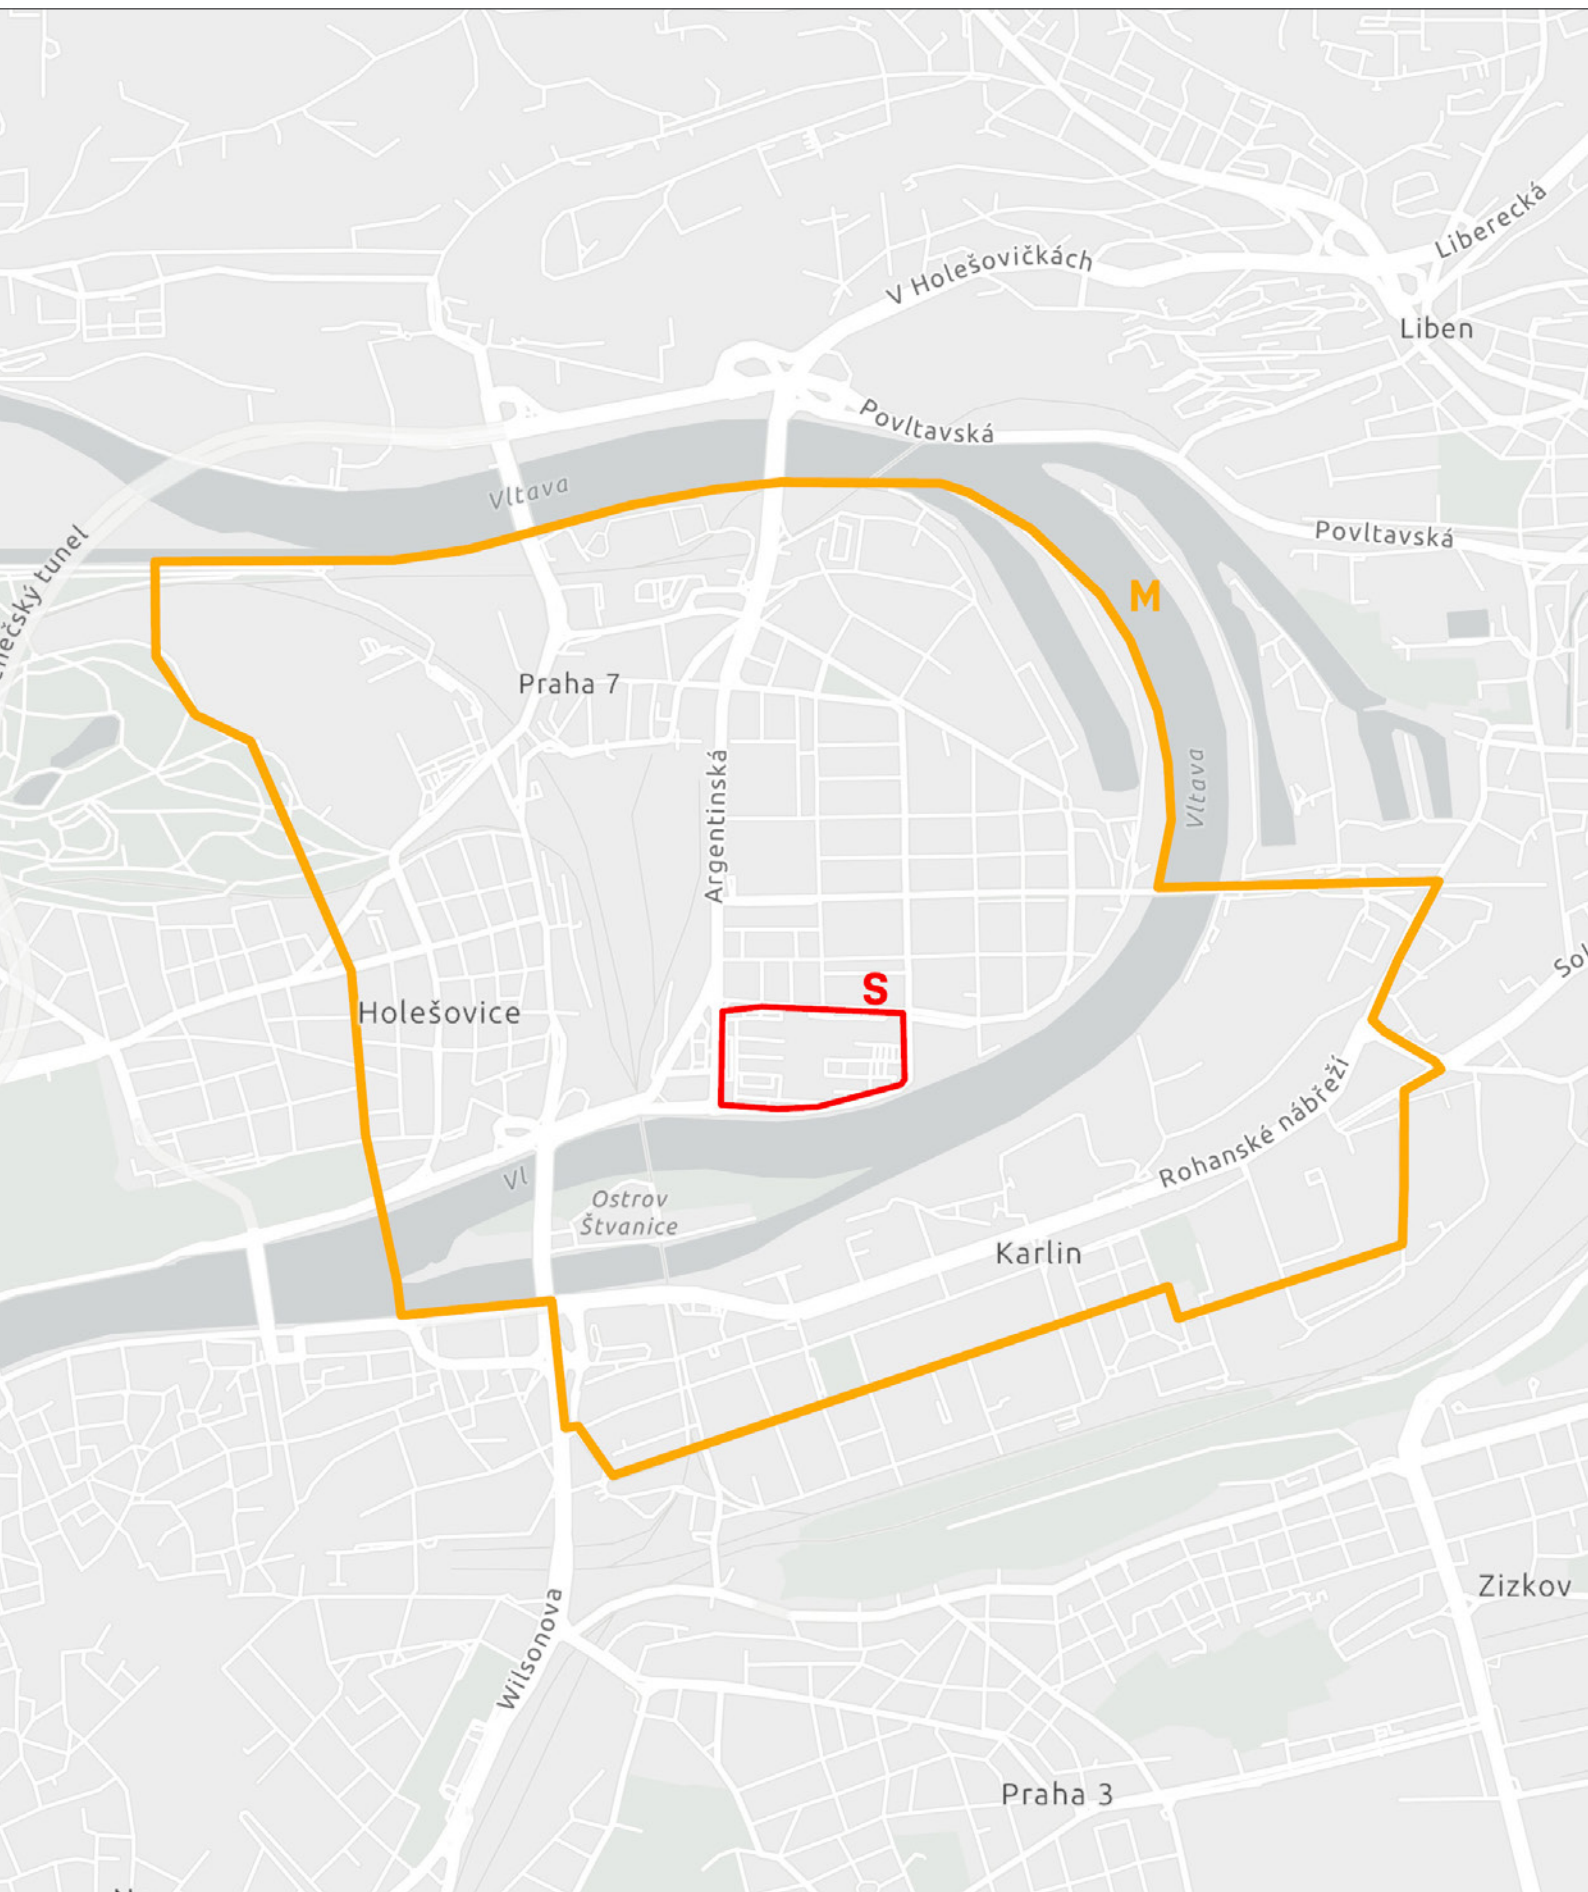 Liberecká
V Holešovičkách
Liben
Povltavská
Vltava
Povltavská
M
Praha 7
Argentinská
Vltava
S
Holešovice
Rohanské nábřeží
Vl
Ostrov
Štvanice
Karlin
Zizkov
Wilsonova
Praha 3